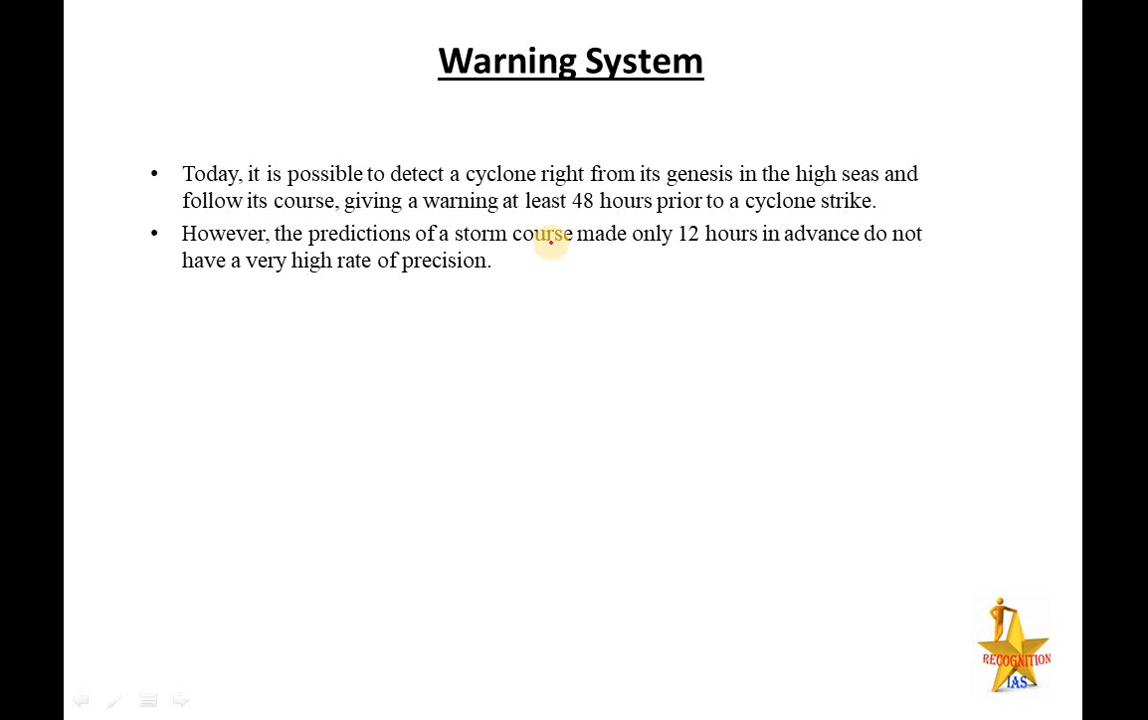 Warning System
• Today, it is possible to detect a cyclone right from its genesis in the high seas and
follow its course, giving a warning at least 48 hours prior to a cyclone strike.
• However, the predictions of a storm course made only 12 hours in advance do not
have a very high rate of precision.
RECOGNITION
IAS